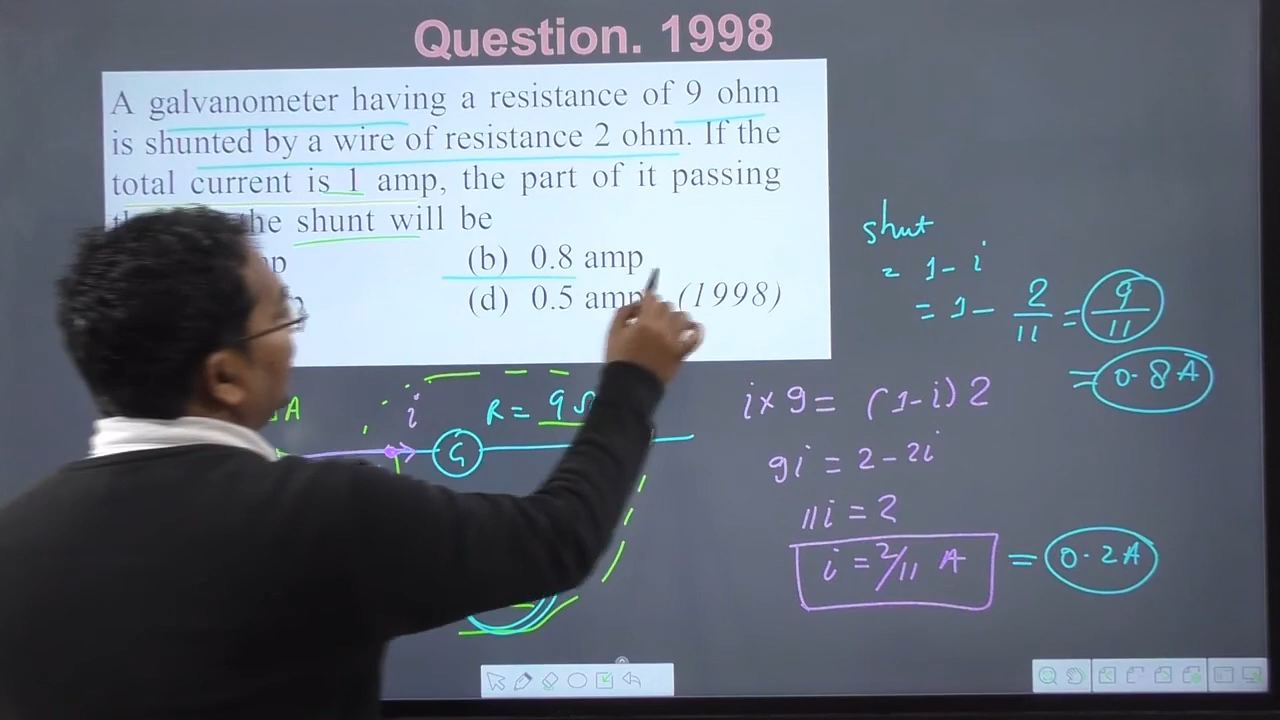 Question. 1998
A galvanometer having a resistance of 9 ohm
is shunted by a wire of resistance 2 ohm. If the
total current is 1 amp, the part of it passing
the shunt will be
(b) 0.8 amp
(d) 0.5 amp (1998)
shut
= 1 - i
= 1 - 2/11 = 9/11
= 0.8 A
A
i
R = 9
G
i × 9 = (1-i) 2
9i = 2 - 2i
11i = 2
i = 2/11 A = 0.2 A